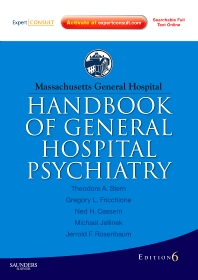 Expert CONSULT
Activate at expertconsult.com
Searchable Full
Text Online
Massachusetts General Hospital
HANDBOOK
OF GENERAL
HOSPITAL
PSYCHIATRY
Theodore A. Stern
Gregory L. Fricchione
Ned H. Cassem
Michael Jellinek
Jerrold F. Rosenbaum
SAUNDERS
ELSEVIER
EDITION 6